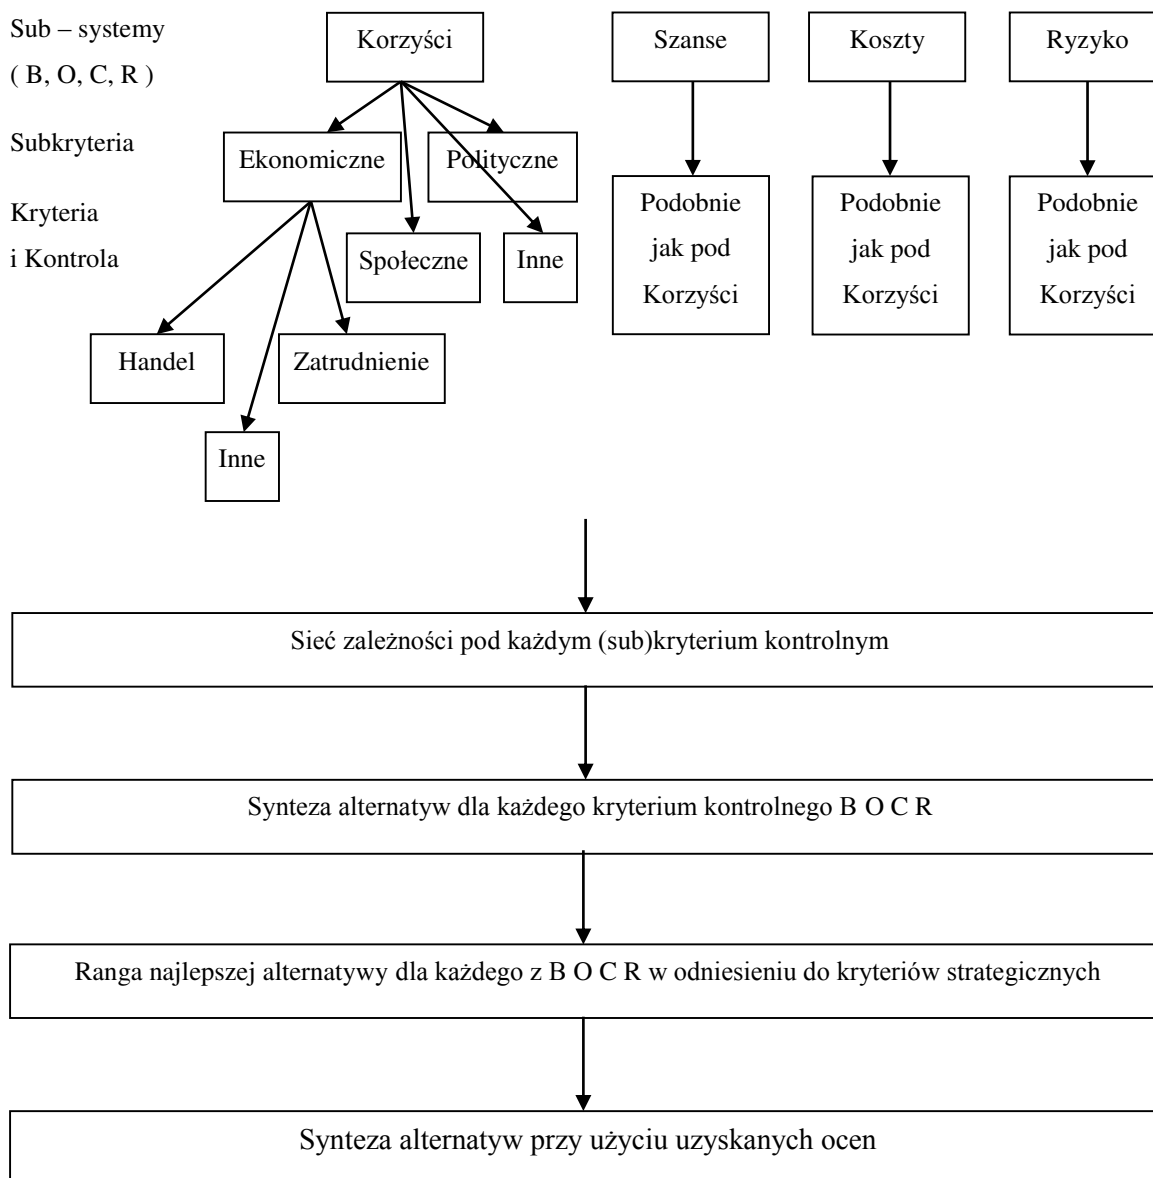 Sub – systemy
( B, O, C, R )
Korzyści
Szanse
Koszty
Ryzyko
Subkryteria
Ekonomiczne
Polityczne
Kryteria
i Kontrola
Społeczne
Inne
Podobnie
jak pod
Korzyści
Podobnie
jak pod
Korzyści
Podobnie
jak pod
Korzyści
Handel
Zatrudnienie
Inne
Sieć zależności pod każdym (sub)kryterium kontrolnym
Synteza alternatyw dla każdego kryterium kontrolnego B O C R
Ranga najlepszej alternatywy dla każdego z B O C R w odniesieniu do kryteriów strategicznych
Synteza alternatyw przy użyciu uzyskanych ocen